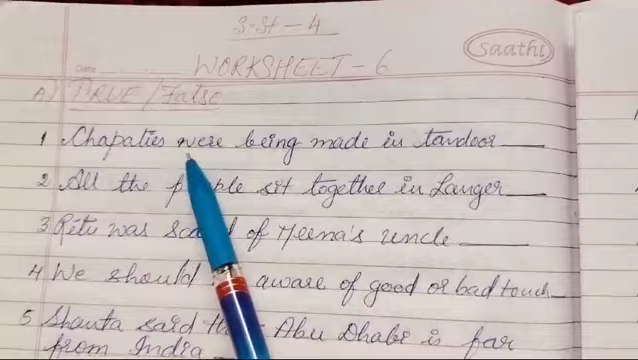 S.St-4
saathi
Date
WORKSHEET-6
A) TRUE/False
1 Chapaties were being made in tandoor
2 All the people sit together in Langer
3 Ritu was of Meena's uncle
4 We should aware of good or bad touch
5 Shanta said Abu Dhabi is far
from India